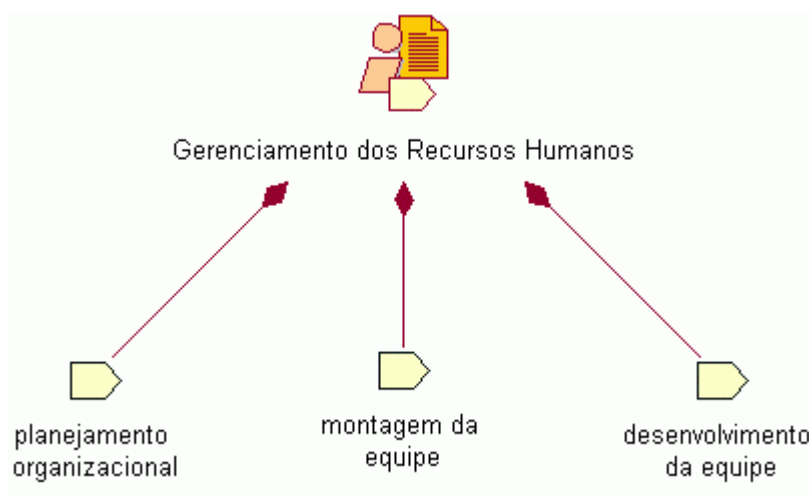 Gerenciamento dos Recursos Humanos
planejamento
organizacional
montagem da
equipe
desenvolvimento
da equipe